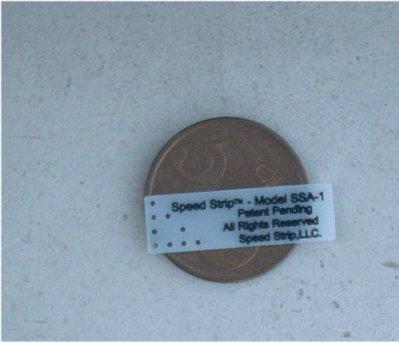 Speed Strip™ - Model SSA-1
Patent Pending
All Rights Reserved
Speed Strip,LLC.